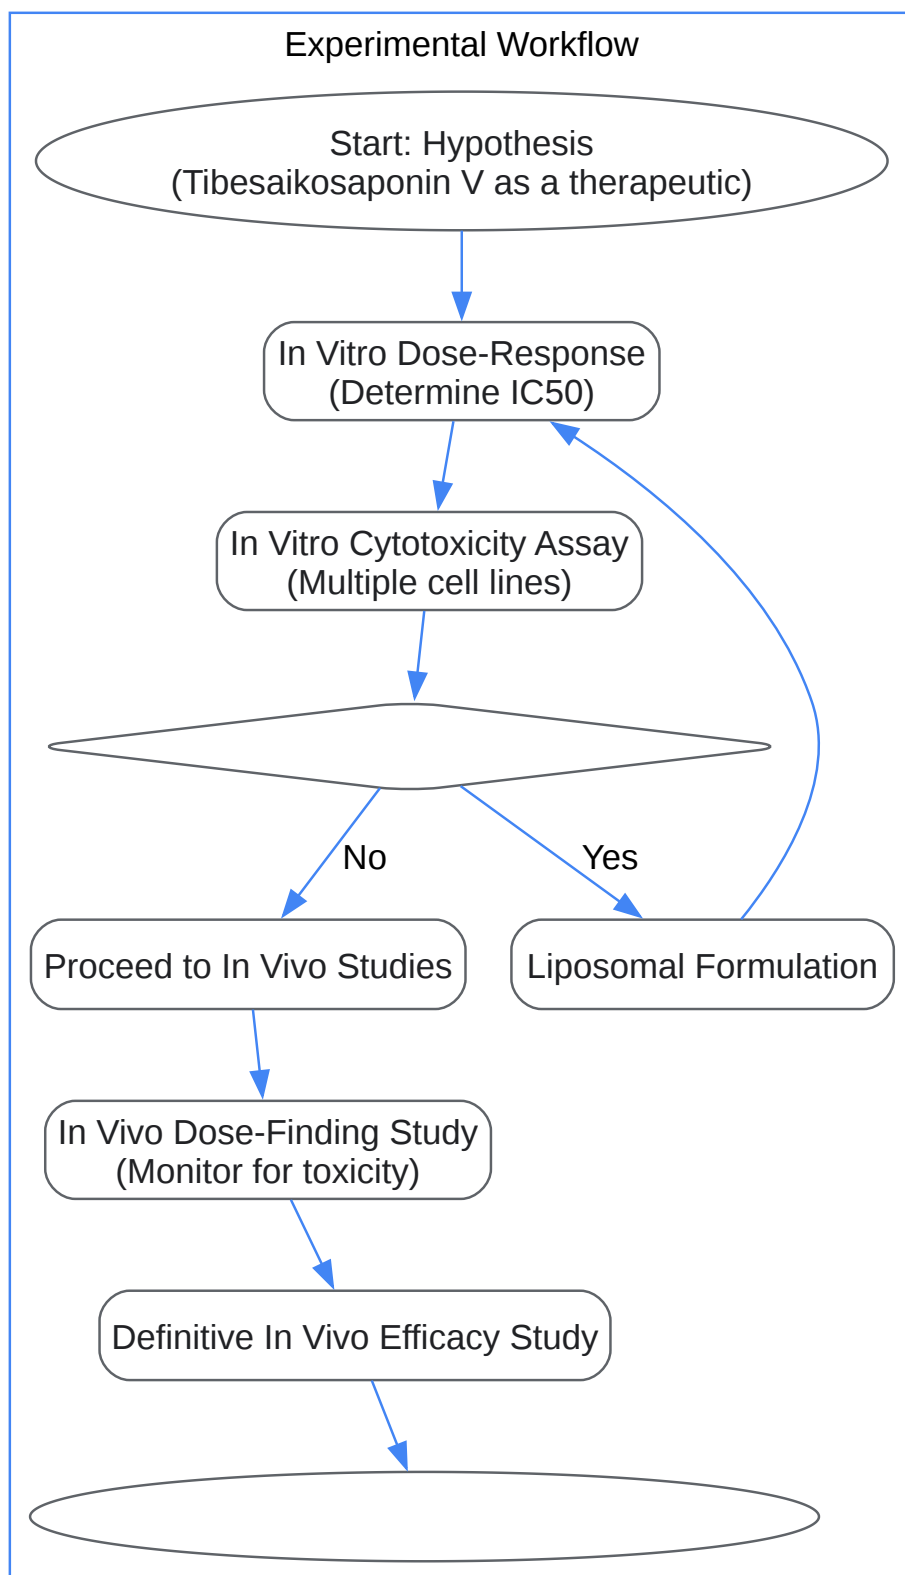 Experimental Workflow
Start: Hypothesis
(Tibesaikosaponin V as a therapeutic)
In Vitro Dose-Response
(Determine IC50)
In Vitro Cytotoxicity Assay
(Multiple cell lines)
No
Yes
Proceed to In Vivo Studies
Liposomal Formulation
In Vivo Dose-Finding Study
(Monitor for toxicity)
Definitive In Vivo Efficacy Study